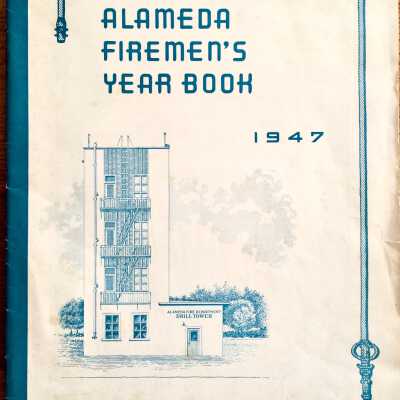 ALAMEDA
FIREMEN'S
YEAR BOOK
1947
ALAMEDA FIRE DEPARTMENT
DRILL TOWER